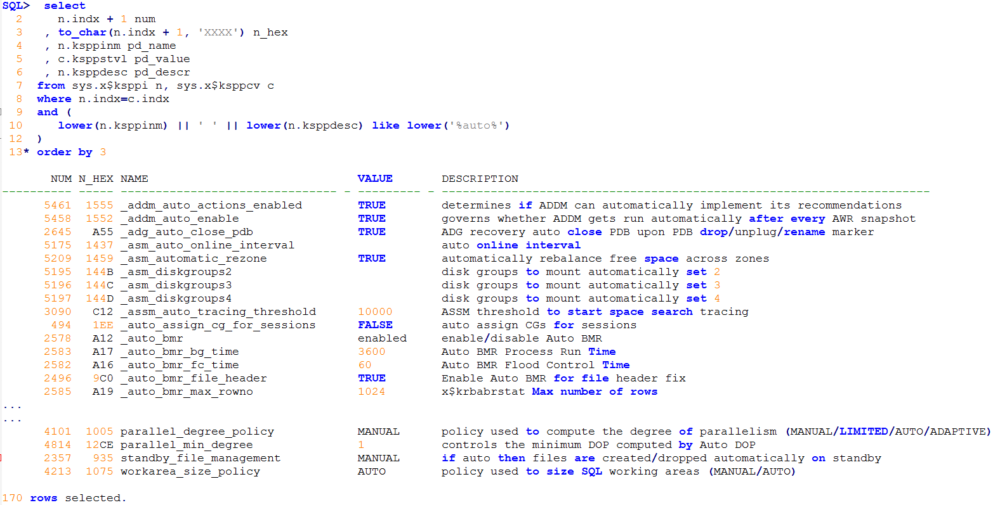 SQL>  select
  2     n.indx + 1 num
  3   , to_char(n.indx + 1, 'XXXX') n_hex
  4   , n.ksppinm pd_name
  5   , c.ksppstvl pd_value
  6   , n.ksppdesc pd_descr
  7  from sys.x$ksppi n, sys.x$ksppcv c
  8  where n.indx=c.indx
  9  and (
 10     lower(n.ksppinm) || ' ' || lower(n.ksppdesc) like lower('%auto%')
 12  )
 13* order by 3
       NUM N_HEX NAME                              VALUE       DESCRIPTION
---------- ----- ------------------------------- - --------- - ----------------------------------------------------------------------
      5461  1555 _addm_auto_actions_enabled        TRUE        determines if ADDM can automatically implement its recommendations
      5458  1552 _addm_auto_enable                 TRUE        governs whether ADDM gets run automatically after every AWR snapshot
      2645   A55 _adg_auto_close_pdb               TRUE        ADG recovery auto close PDB upon PDB drop/unplug/rename marker
      5175  1437 _asm_auto_online_interval                     auto online interval
      5209  1459 _asm_automatic_rezone             TRUE        automatically rebalance free space across zones
      5195  144B _asm_diskgroups2                              disk groups to mount automatically set 2
      5196  144C _asm_diskgroups3                              disk groups to mount automatically set 3
      5197  144D _asm_diskgroups4                              disk groups to mount automatically set 4
      3090   C12 _assm_auto_tracing_threshold      10000       ASSM threshold to start space search tracing
       494   1EE _auto_assign_cg_for_sessions      FALSE       auto assign CGs for sessions
      2578   A12 _auto_bmr                         enabled     enable/disable Auto BMR
      2583   A17 _auto_bmr_bg_time                 3600        Auto BMR Process Run Time
      2582   A16 _auto_bmr_fc_time                 60          Auto BMR Flood Control Time
      2496   9C0 _auto_bmr_file_header             TRUE        Enable Auto BMR for file header fix
      2585   A19 _auto_bmr_max_rowno               1024        x$krbabrstat Max number of rows
...
...
      4101  1005 parallel_degree_policy            MANUAL      policy used to compute the degree of parallelism (MANUAL/LIMITED/AUTO/ADAPTIVE)
      4814  12CE parallel_min_degree               1           controls the minimum DOP computed by Auto DOP
      2357   935 standby_file_management           MANUAL      if auto then files are created/dropped automatically on standby
      4213  1075 workarea_size_policy              AUTO        policy used to size SQL working areas (MANUAL/AUTO)
170 rows selected.